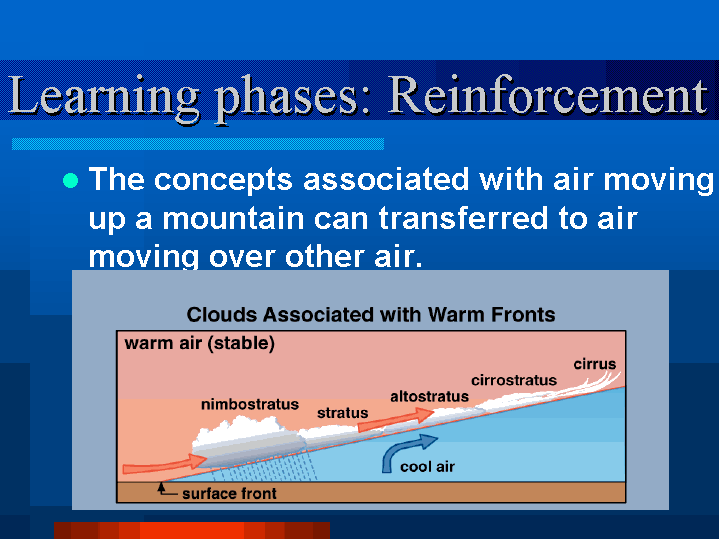 Learning phases: Reinforcement
The concepts associated with air moving
up a mountain can transferred to air
moving over other air.
Clouds Associated with Warm Fronts
warm air (stable)
cirrus
cirrostratus
altostratus
nimbostratus
stratus
cool air
surface front